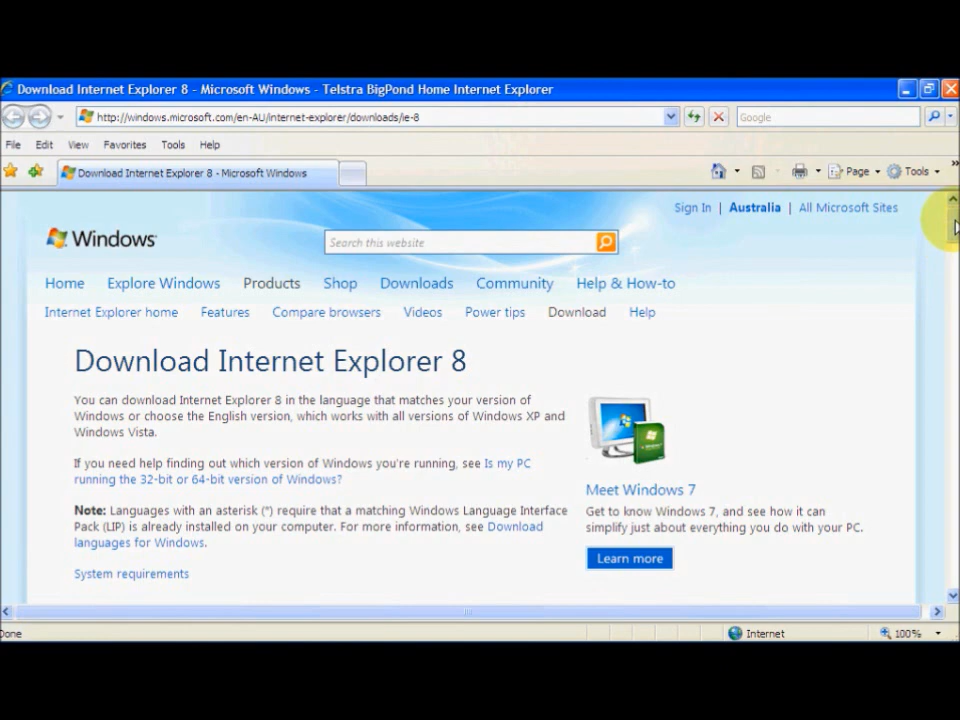 Download Internet Explorer 8 - Microsoft Windows - Telstra BigPond Home Internet Explorer
http://windows.microsoft.com/en-AU/internet-explorer/downloads/ie-8
Google
File Edit View Favorites Tools Help
Download Internet Explorer 8 - Microsoft Windows
Page Tools
Sign In | Australia | All Microsoft Sites
Windows
Search this website
Home Explore Windows Products Shop Downloads Community Help & How-to
Internet Explorer home Features Compare browsers Videos Power tips Download Help
Download Internet Explorer 8
You can download Internet Explorer 8 in the language that matches your version of
Windows or choose the English version, which works with all versions of Windows XP and
Windows Vista.
If you need help finding out which version of Windows you're running, see Is my PC
running the 32-bit or 64-bit version of Windows?
Note: Languages with an asterisk (*) require that a matching Windows Language Interface
Pack (LIP) is already installed on your computer. For more information, see Download
languages for Windows.
System requirements
Meet Windows 7
Get to know Windows 7, and see how it can
simplify just about everything you do with your PC.
Learn more
Done
Internet
100%